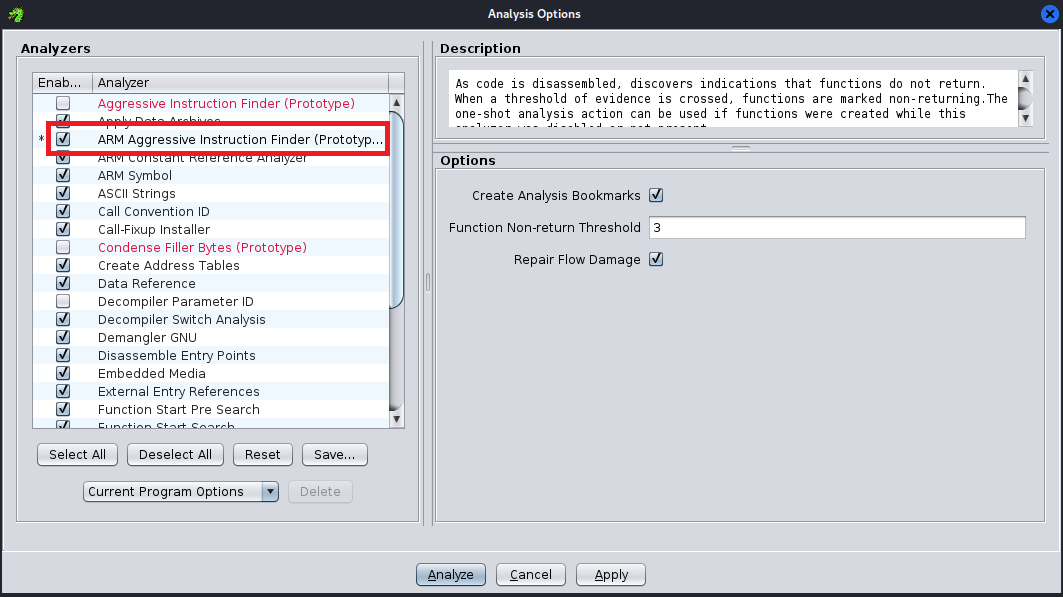 Analysis Options
Analyzers
Enab... Analyzer
Aggressive Instruction Finder (Prototype)
Apply Data Archives
* ARM Aggressive Instruction Finder (Prototyp...
ARM Constant Reference Analyzer
ARM Symbol
ASCII Strings
Call Convention ID
Call-Fixup Installer
Condense Filler Bytes (Prototype)
Create Address Tables
Data Reference
Decompiler Parameter ID
Decompiler Switch Analysis
Demangler GNU
Disassemble Entry Points
Embedded Media
External Entry References
Function Start Pre Search
Function Start Search
Select All Deselect All Reset Save...
Current Program Options Delete
Description
As code is disassembled, discovers indications that functions do not return.
When a threshold of evidence is crossed, functions are marked non-returning.The
one-shot analysis action can be used if functions were created while this
Options
Create Analysis Bookmarks
Function Non-return Threshold 3
Repair Flow Damage
Analyze Cancel Apply